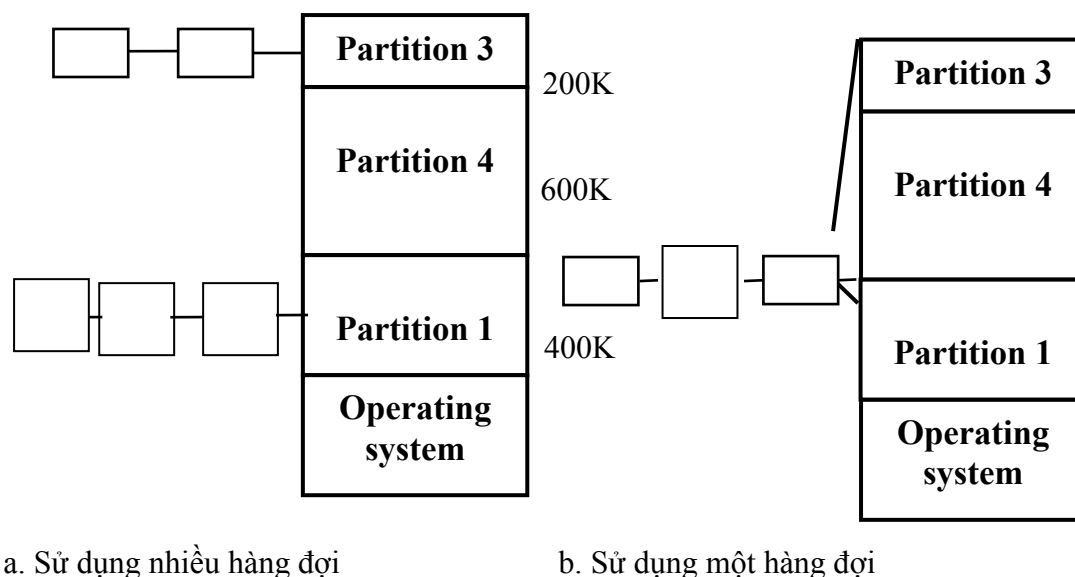 Partition 3
200K
Partition 4
600K
Partition 1
400K
Operating
system
Partition 3
Partition 4
Partition 1
Operating
system
a. Sử dụng nhiều hàng đợi
b. Sử dụng một hàng đợi